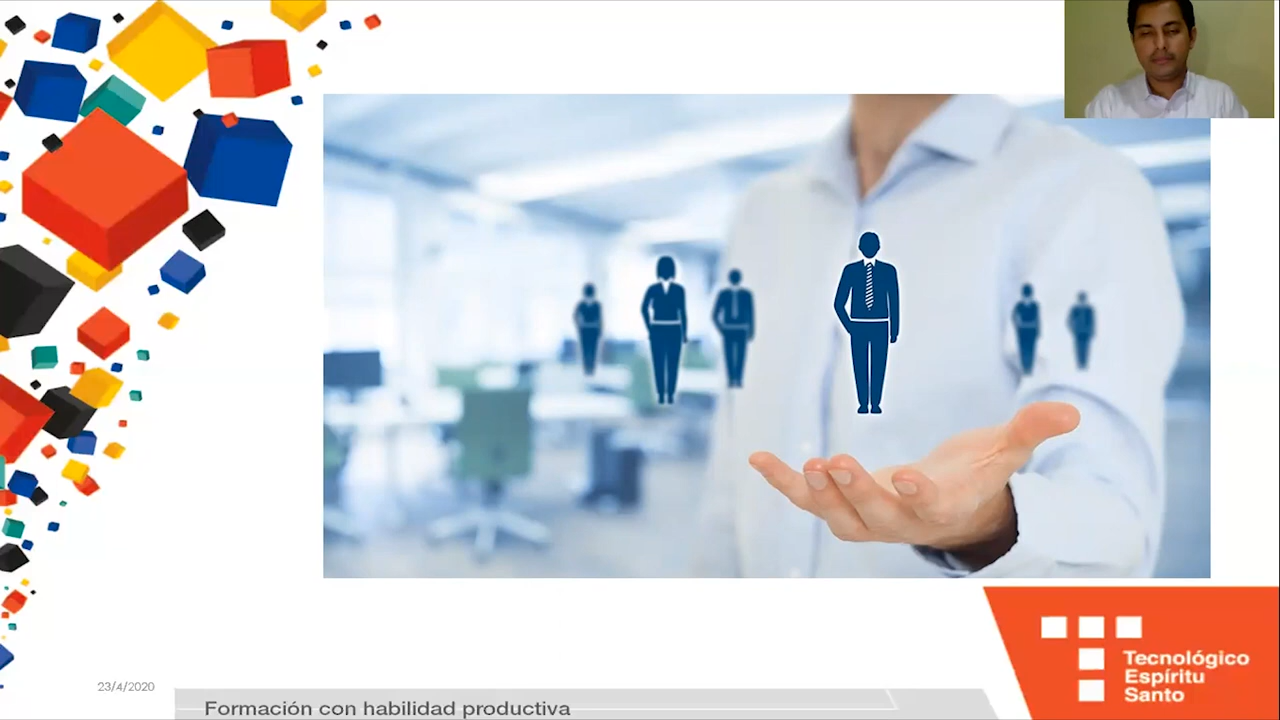 Tecnológico
Espíritu
Santo
23/4/2020
Formación con habilidad productiva